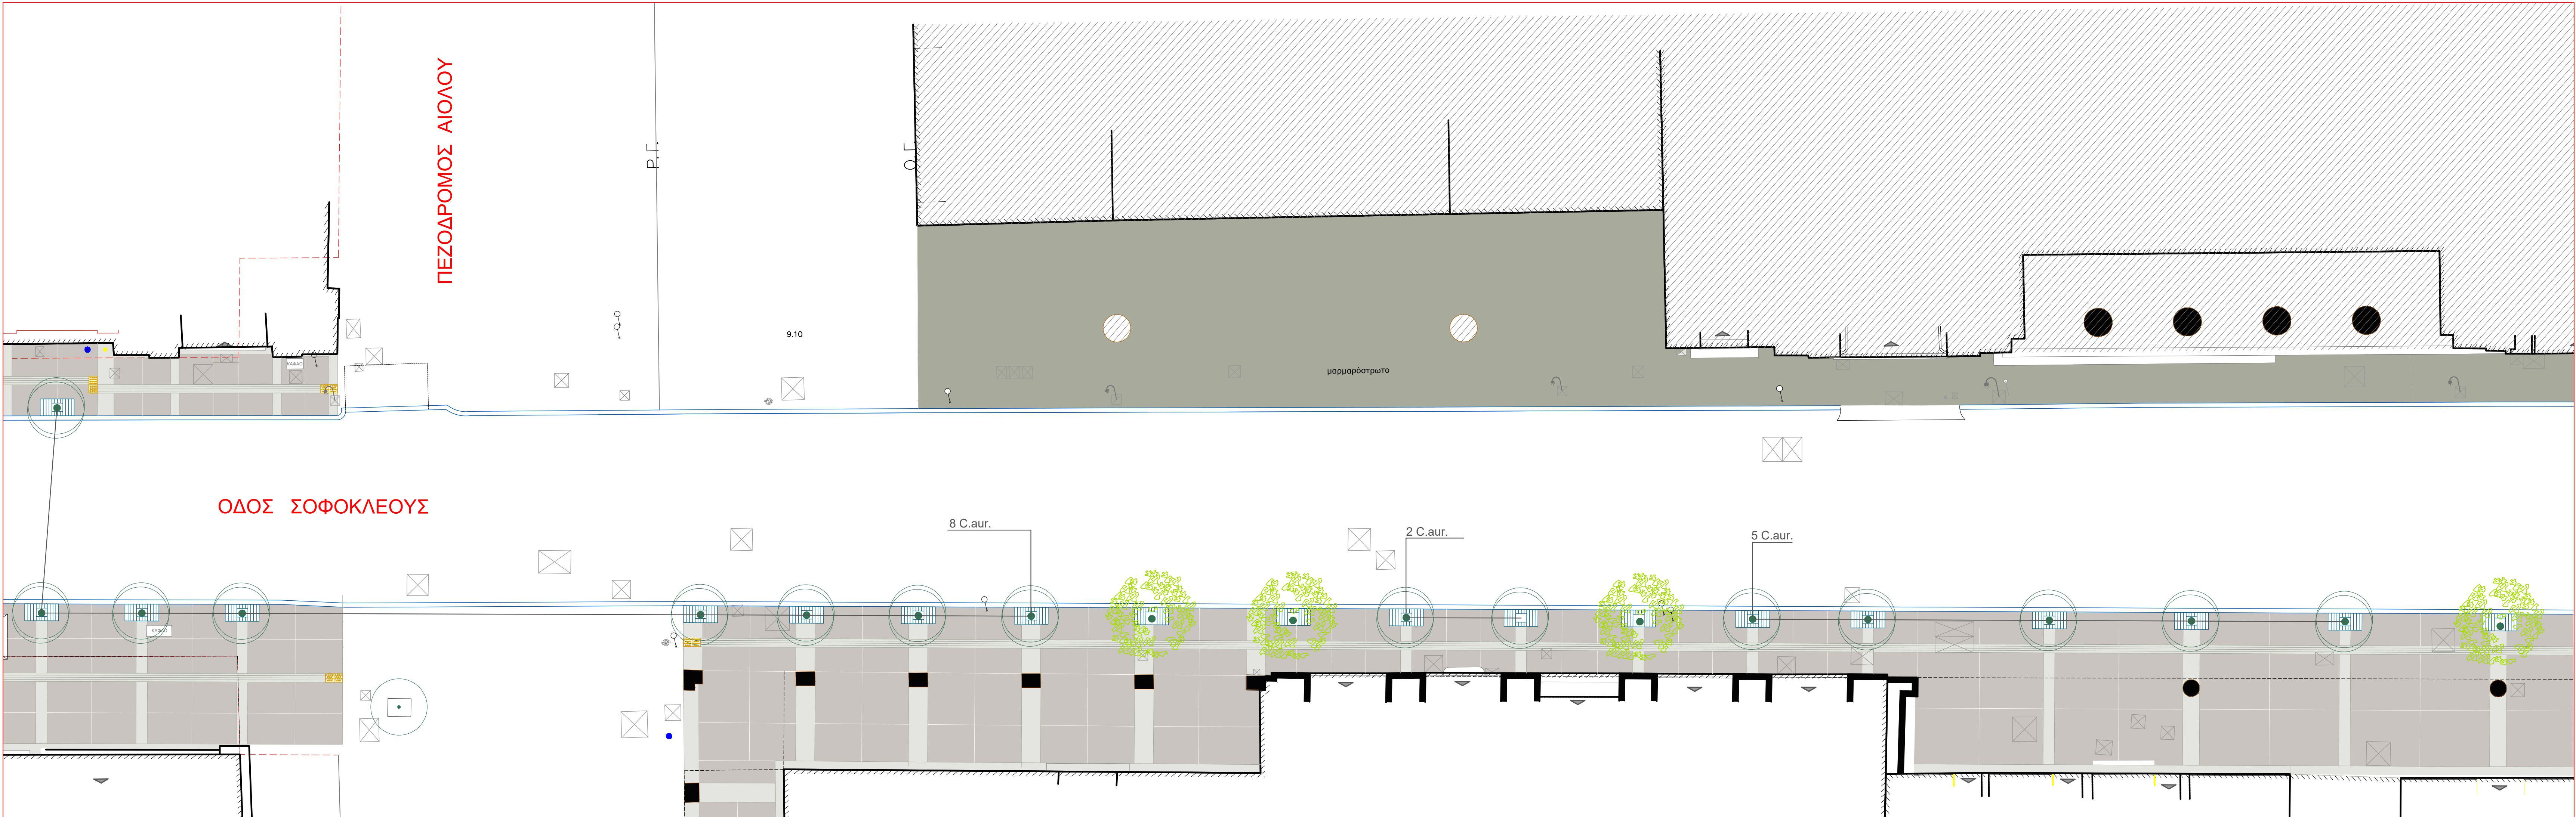 ΠΕΖΟΔΡΟΜΟΣ ΑΙΟΛΟΥ
Ρ.Γ.
Ο.Γ.
9.10
μαρμαρόστρωτο
ΟΔΟΣ ΣΟΦΟΚΛΕΟΥΣ
8 C.aur.
2 C.aur.
5 C.aur.